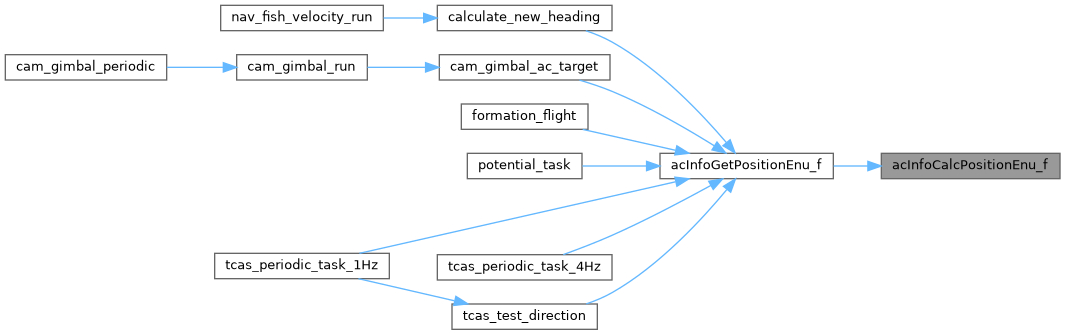 nav_fish_velocity_run
calculate_new_heading
cam_gimbal_periodic
cam_gimbal_run
cam_gimbal_ac_target
formation_flight
potential_task
acInfoGetPositionEnu_f
acInfoCalcPositionEnu_f
tcas_periodic_task_1Hz
tcas_periodic_task_4Hz
tcas_test_direction